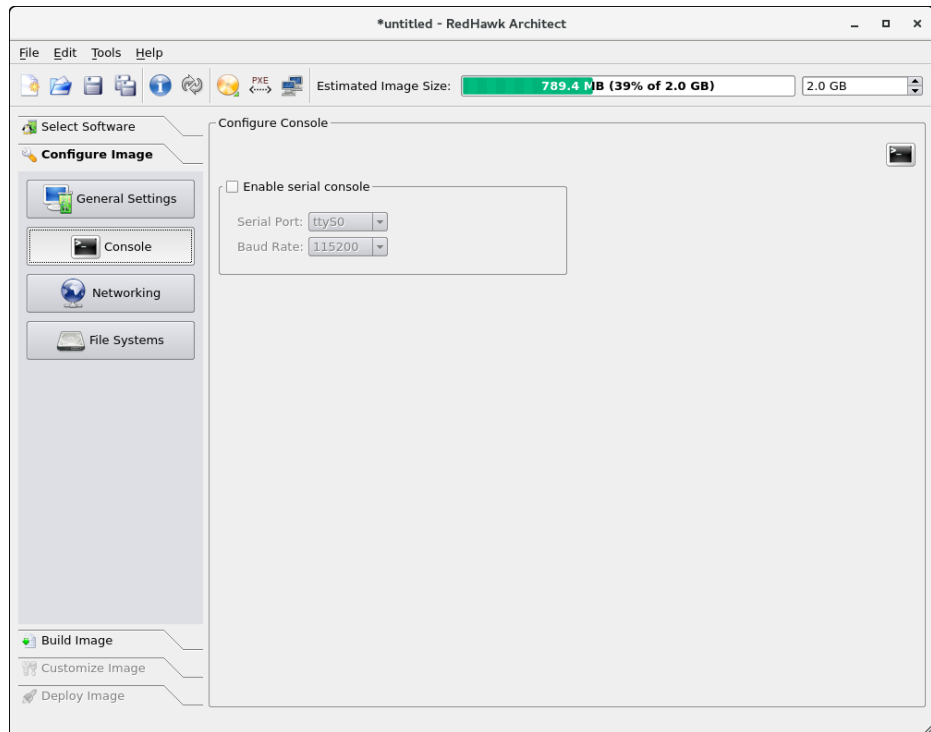 *untitled - RedHawk Architect
File Edit Tools Help
PXE
Estimated Image Size: 789.4 MB (39% of 2.0 GB) 2.0 GB
Select Software
Configure Image
General Settings
Console
Networking
File Systems
Build Image
Customize Image
Deploy Image
Configure Console
Enable serial console
Serial Port: ttyS0
Baud Rate: 115200